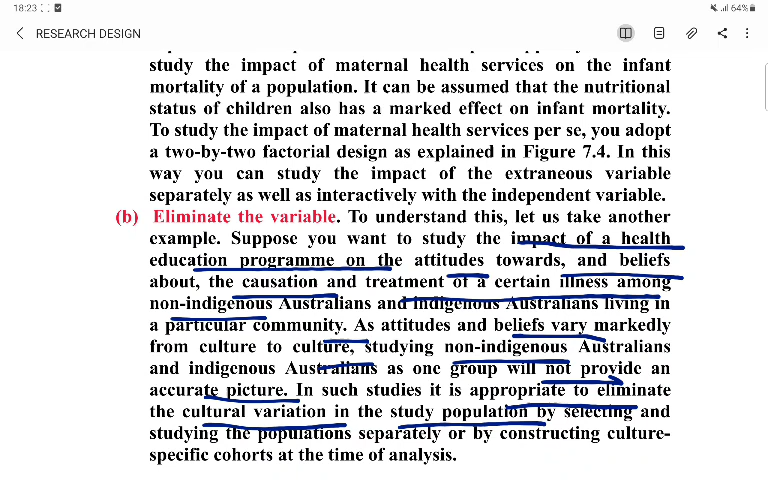 18:23
64%
RESEARCH DESIGN
study the impact of maternal health services on the infant
mortality of a population. It can be assumed that the nutritional
status of children also has a marked effect on infant mortality.
To study the impact of maternal health services per se, you adopt
a two-by-two factorial design as explained in Figure 7.4. In this
way you can study the impact of the extraneous variable
separately as well as interactively with the independent variable.
(b) Eliminate the variable. To understand this, let us take another
example. Suppose you want to study the impact of a health
education programme on the attitudes towards, and beliefs
about, the causation and treatment of a certain illness among
non-indigenous Australians and indigenous Australians living in
a particular community. As attitudes and beliefs vary markedly
from culture to culture, studying non-indigenous Australians
and indigenous Australians as one group will not provide an
accurate picture. In such studies it is appropriate to eliminate
the cultural variation in the study population by selecting and
studying the populations separately or by constructing culture-
specific cohorts at the time of analysis.